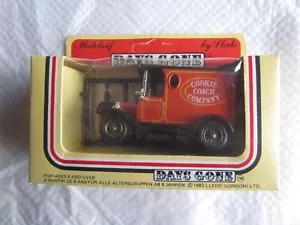 Models of by Lledo
DAYS GONE
COOKIE
COACH
COMPANY
DAYS GONE
FOR AGES 8 AND OVER
A PARTIR DE 8 ANS/FÜR ALLE ALTERSGRUPPEN AB 8 JAHREN
© 1983 LLEDO (LONDON) LTD.